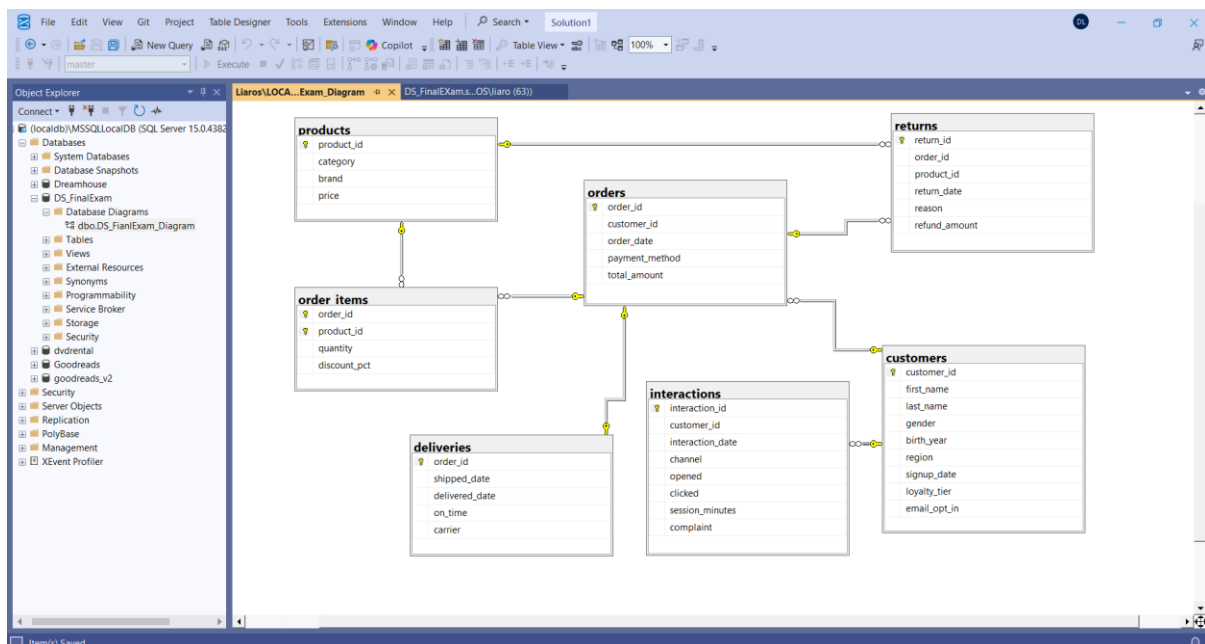 File Edit View Git Project Table Designer Tools Extensions Window Help Search Solution1 DL
New Query Copilot Table View 100%
master Execute
Object Explorer
Connect
(localdb)\MSSQLLocalDB (SQL Server 15.0.4382
Databases
System Databases
Database Snapshots
Dreamhouse
DS_FinalExam
Database Diagrams
dbo.DS_FianlExam_Diagram
Tables
Views
External Resources
Synonyms
Programmability
Service Broker
Storage
Security
dvdrental
Goodreads
goodreads_v2
Security
Server Objects
Replication
PolyBase
Management
XEvent Profiler
Liaros\LOCA...Exam_Diagram DS_FinalEXam.s...OS\liaro (63))
products
product_id
category
brand
price
orders
order_id
customer_id
order_date
payment_method
total_amount
returns
return_id
order_id
product_id
return_date
reason
refund_amount
order_items
order_id
product_id
quantity
discount_pct
customers
customer_id
first_name
last_name
gender
birth_year
region
signup_date
loyalty_tier
email_opt_in
interactions
interaction_id
customer_id
interaction_date
channel
opened
clicked
session_minutes
complaint
deliveries
order_id
shipped_date
delivered_date
on_time
carrier
Item(s) Saved